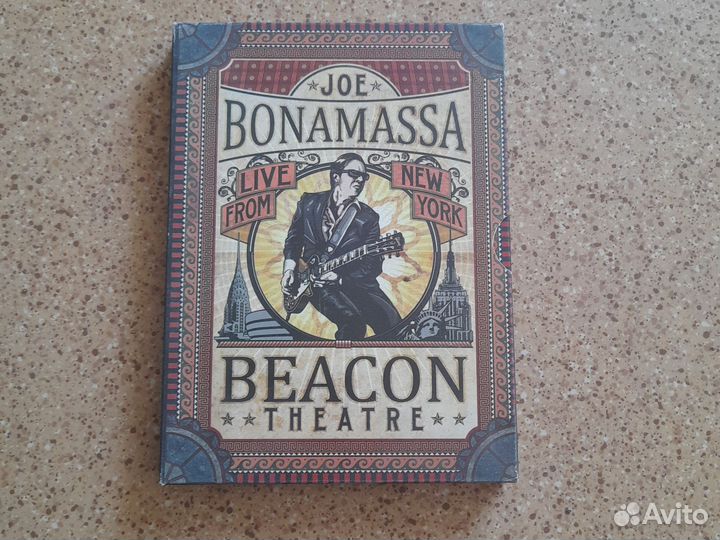 JOE
BONAMASSA
LIVE FROM
NEW YORK
BEACON
THEATRE
Avito